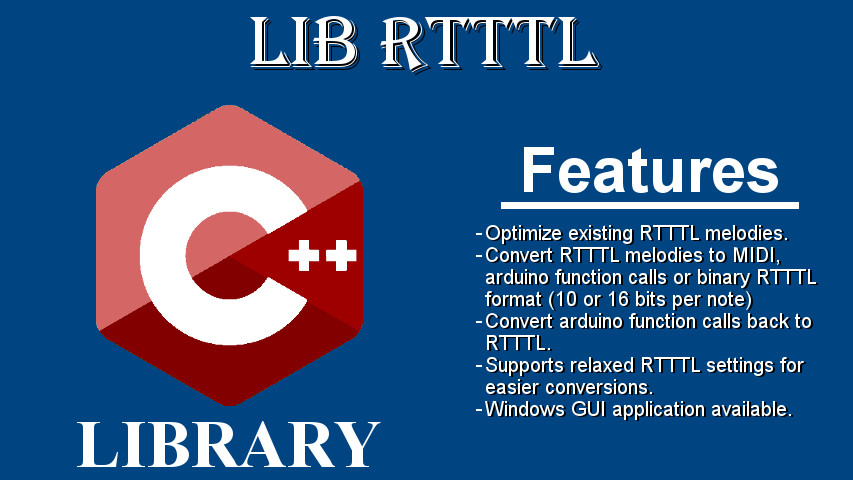 LIB RTTTL
C++
LIBRARY
Features
-Optimize existing RTTTL melodies.
-Convert RTTTL melodies to MIDI,
arduino function calls or binary RTTTL
format (10 or 16 bits per note)
-Convert arduino function calls back to
RTTTL.
-Supports relaxed RTTTL settings for
easier conversions.
-Windows GUI application available.